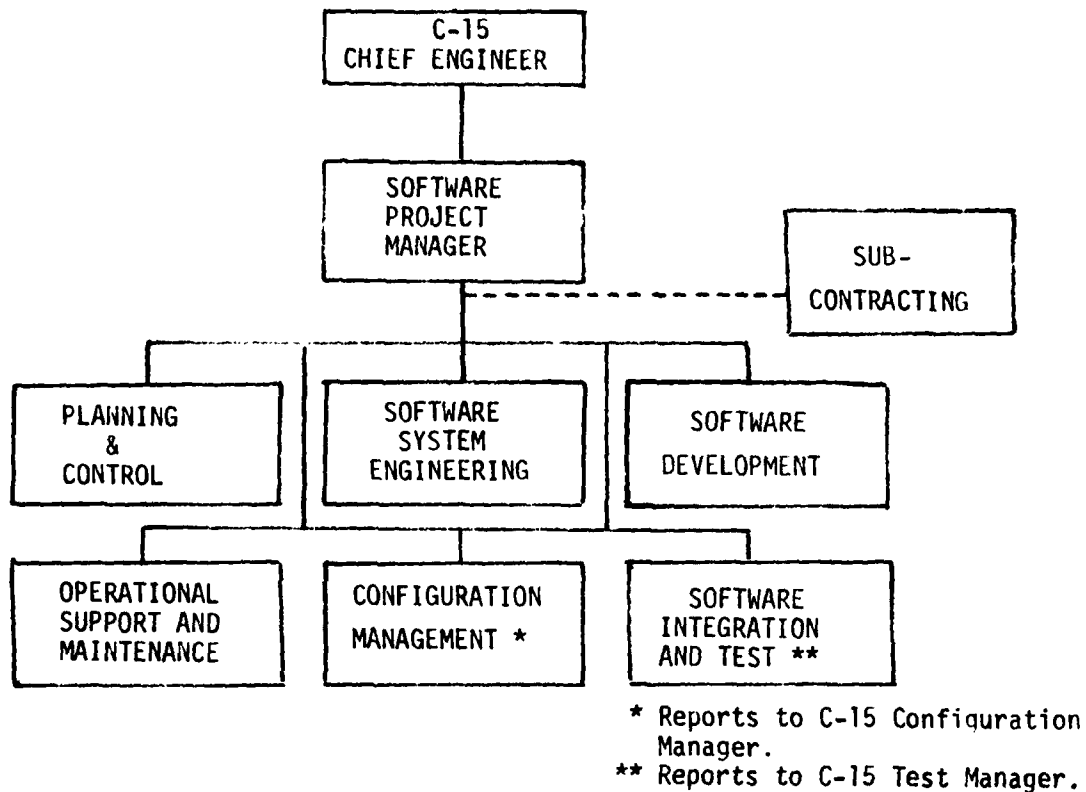 C-15
CHIEF ENGINEER
SOFTWARE
PROJECT
MANAGER
SUB-
CONTRACTING
PLANNING
&
CONTROL
SOFTWARE
SYSTEM
ENGINEERING
SOFTWARE
DEVELOPMENT
OPERATIONAL
SUPPORT AND
MAINTENANCE
CONFIGURATION
MANAGEMENT *
SOFTWARE
INTEGRATION
AND TEST **
* Reports to C-15 Configuration
Manager.
** Reports to C-15 Test Manager.